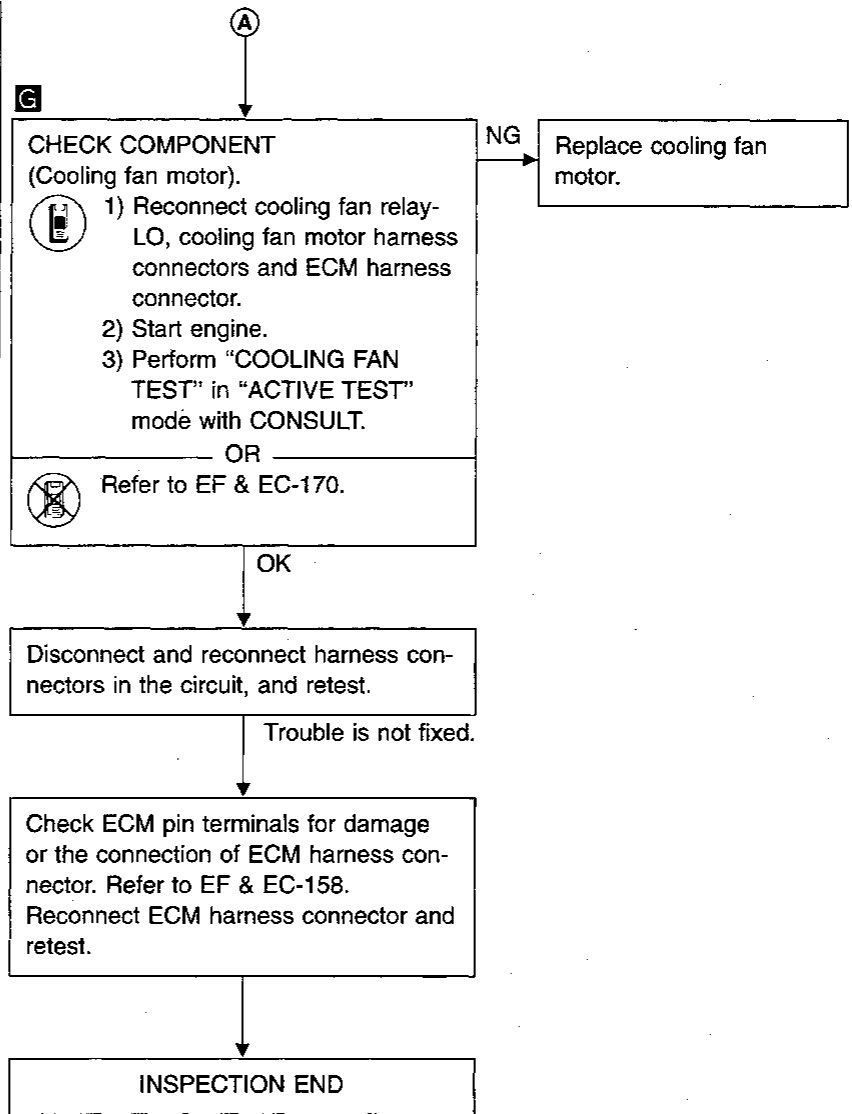 A
G
CHECK COMPONENT
(Cooling fan motor).
1) Reconnect cooling fan relay-
LO, cooling fan motor harness
connectors and ECM harness
connector.
2) Start engine.
3) Perform “COOLING FAN
TEST” in “ACTIVE TEST”
mode with CONSULT.
OR
Refer to EF & EC-170.
NG
Replace cooling fan
motor.
OK
Disconnect and reconnect harness con-
nectors in the circuit, and retest.
Trouble is not fixed.
Check ECM pin terminals for damage
or the connection of ECM harness con-
nector. Refer to EF & EC-158.
Reconnect ECM harness connector and
retest.
INSPECTION END